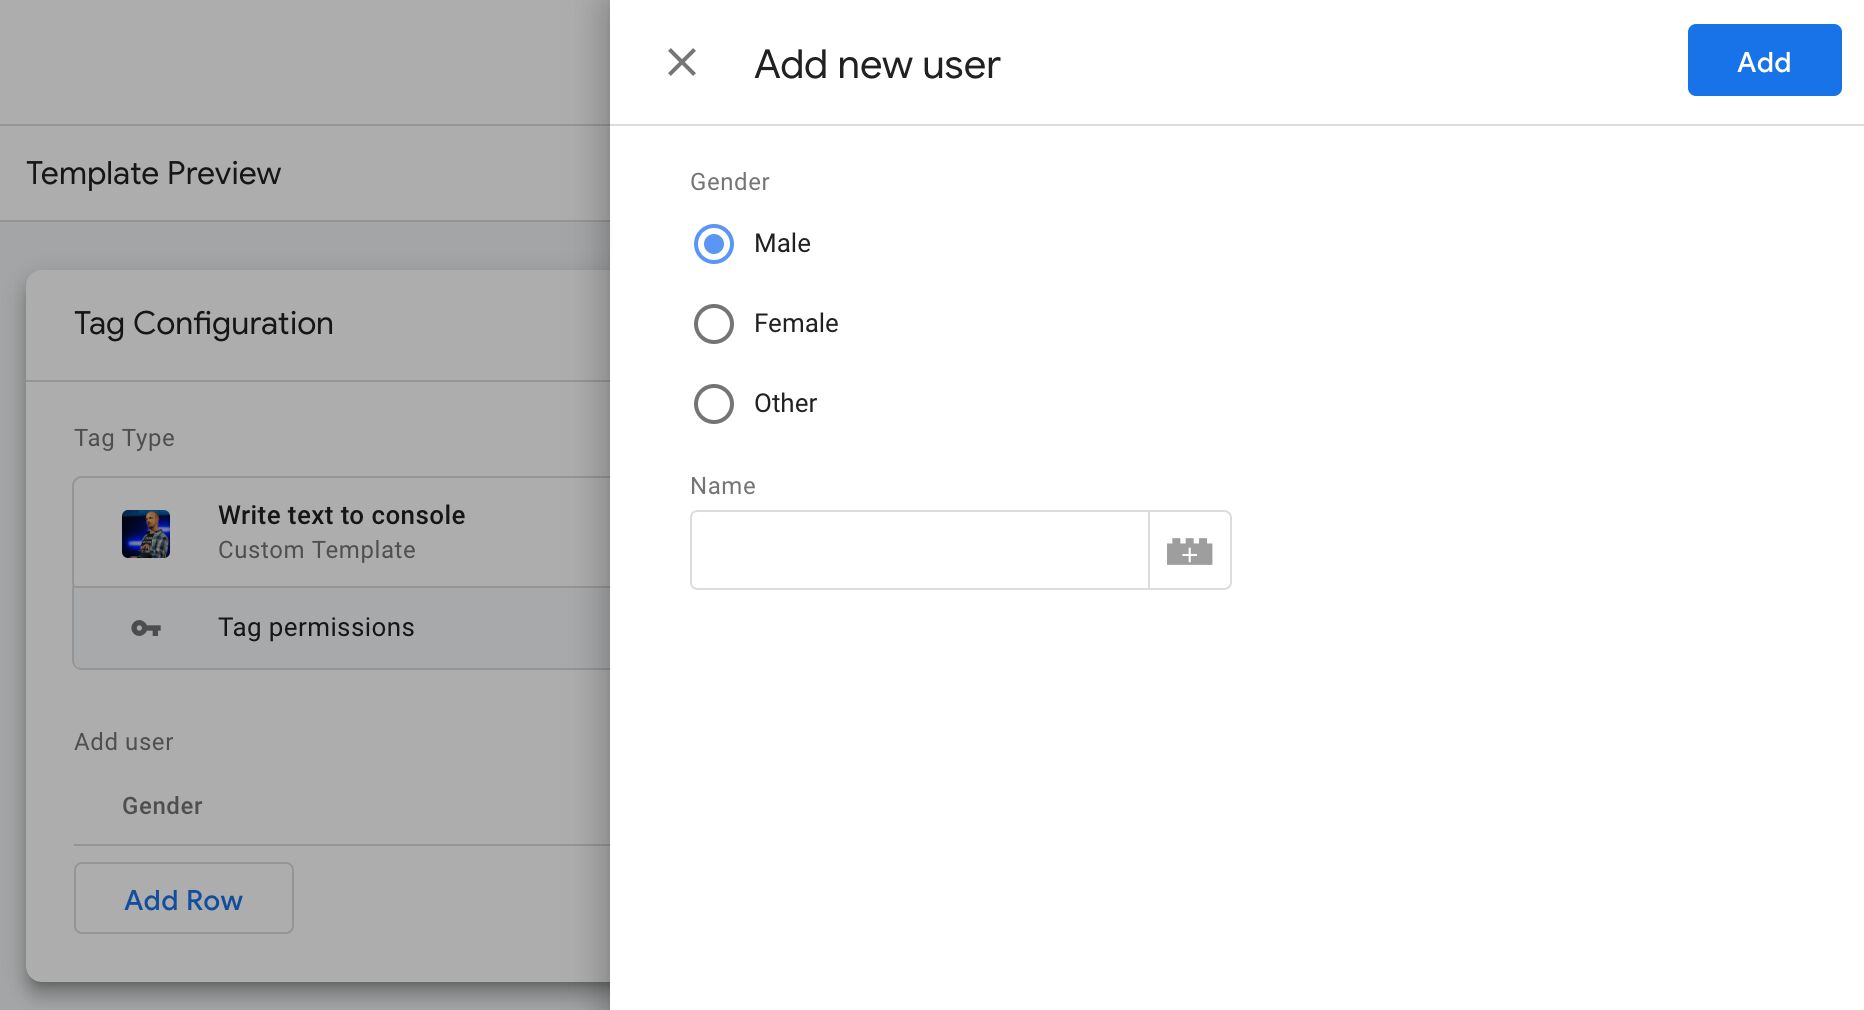 Template Preview
Tag Configuration
Tag Type
Write text to console
Custom Template
Tag permissions
Add user
Gender
Add Row
Add new user
Add
Gender
Male
Female
Other
Name